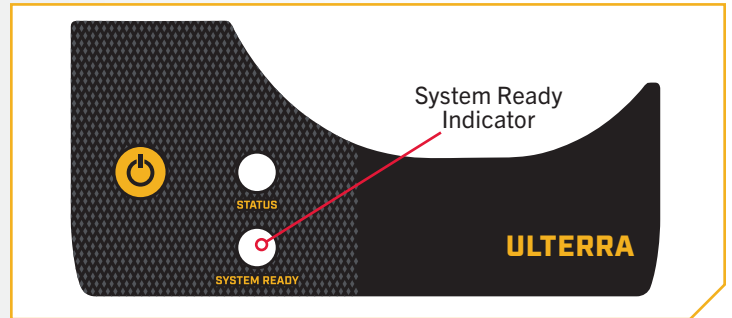 System Ready
Indicator
STATUS
ULTERRA
SYSTEM READY